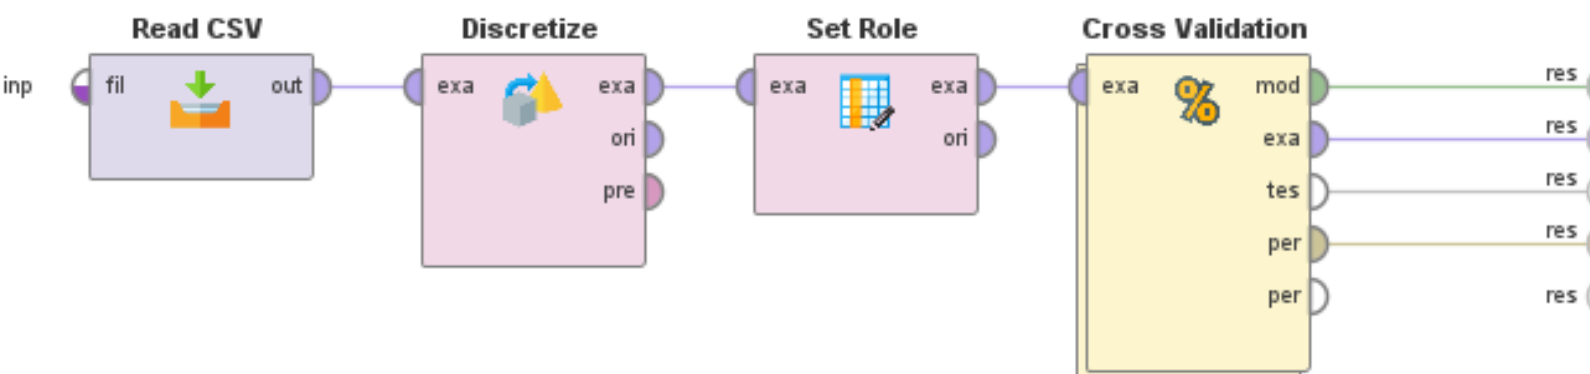 Read CSV Discretize Set Role Cross Validation
inp fil out exa exa exa exa exa mod res
ori ori exa res
pre tes res
per res
per res